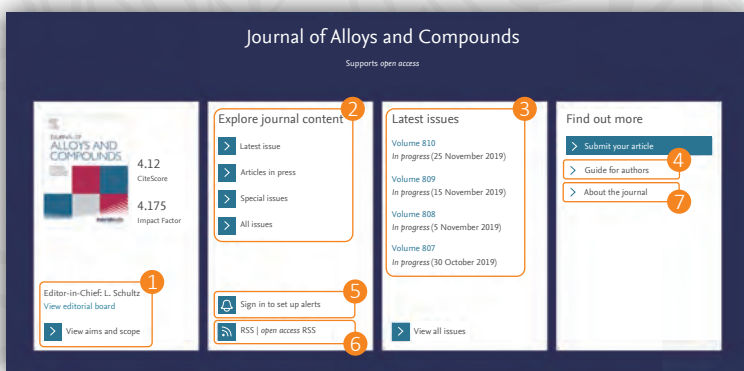 Journal of Alloys and Compounds
Supports open access
JOURNAL OF
ALLOYS AND
COMPOUNDS
4.12
CiteScore
4.175
Impact Factor
1
Editor-in-Chief: L. Schultz
View editorial board
View aims and scope
2
Explore journal content
Latest issue
Articles in press
Special issues
All issues
5
Sign in to set up alerts
RSS | open access RSS
6
3
Latest issues
Volume 810
In progress (25 November 2019)
Volume 809
In progress (15 November 2019)
Volume 808
In progress (5 November 2019)
Volume 807
In progress (30 October 2019)
View all issues
Find out more
Submit your article
4
Guide for authors
About the journal
7